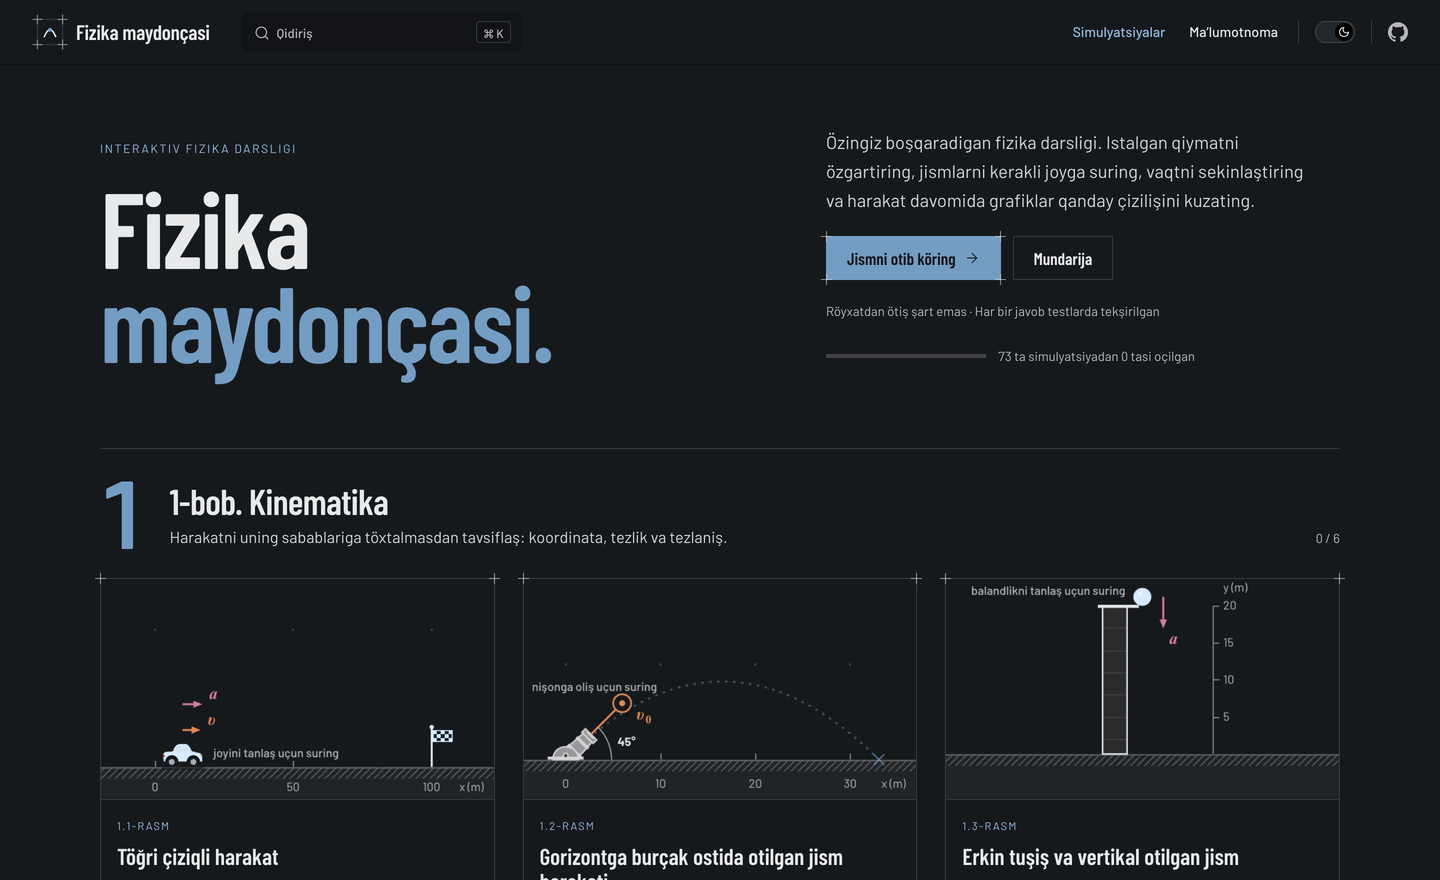 Fizika maydonçasi
Qidiriş
⌘ K
Simulyatsiyalar
Maʼlumotnoma
INTERAKTIV FIZIKA DARSLIGI
Fizika
maydonçasi.
Özingiz boşqaradigan fizika darsligi. Istalgan qiymatni
özgartiring, jismlarni kerakli joyga suring, vaqtni sekinlaştiring
va harakat davomida grafiklar qanday çizilişini kuzating.
Jismni otib köring →
Mundarija
Röyxatdan ötiş şart emas · Har bir javob testlarda tekşirilgan
73 ta simulyatsiyadan 0 tasi oçilgan
1
1-bob. Kinematika
Harakatni uning sabablariga töxtalmasdan tavsiflaş: koordinata, tezlik va tezlaniş.
0 / 6
a
v
joyini tanlaş uçun suring
0 50 100 x (m)
1.1-RASM
Töğri çiziqli harakat
nişonga oliş uçun suring
v0
45°
0 10 20 30 x (m)
1.2-RASM
Gorizontga burçak ostida otilgan jism
harakati
balandlikni tanlaş uçun suring
a
y (m)
20
15
10
5
1.3-RASM
Erkin tuşiş va vertikal otilgan jism